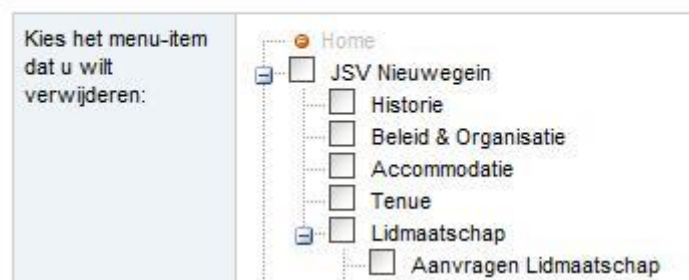 Kies het menu-item
dat u wilt
verwijderen:
Home
JSV Nieuwegein
Historie
Beleid & Organisatie
Accommodatie
Tenue
Lidmaatschap
Aanvragen Lidmaatschap